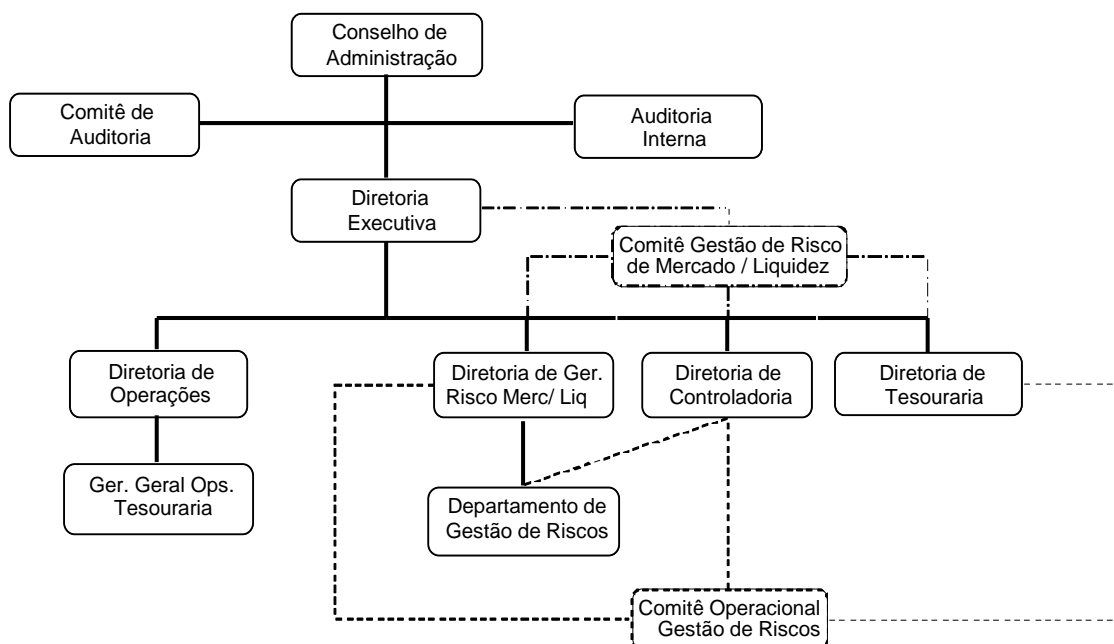 Conselho de
Administração
Comitê de
Auditoria
Auditoria
Interna
Diretoria
Executiva
Comitê Gestão de Risco
de Mercado / Liquidez
Diretoria de
Operações
Diretoria de Ger.
Risco Merc/ Liq
Diretoria de
Controladoria
Diretoria de
Tesouraria
Ger. Geral Ops.
Tesouraria
Departamento de
Gestão de Riscos
Comitê Operacional
Gestão de Riscos